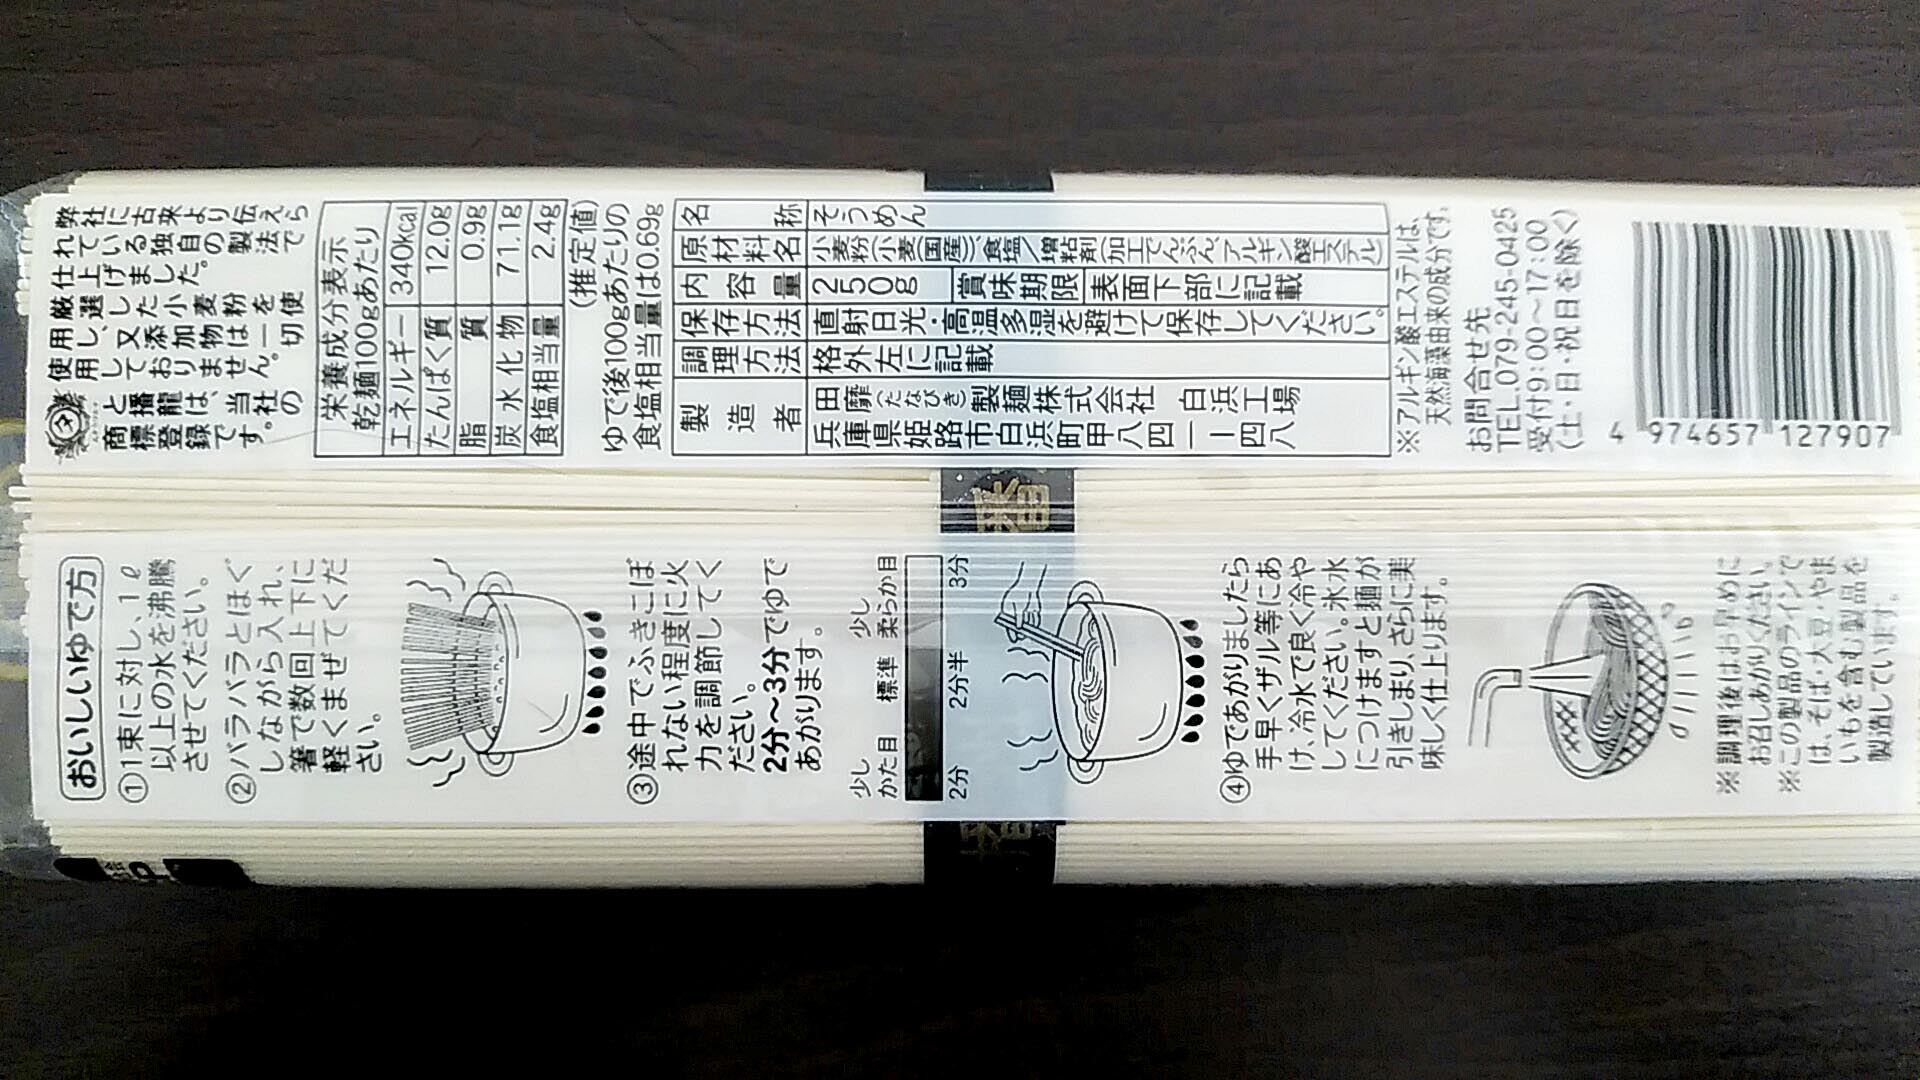 弊社に古来より伝えら
れている独自の製法で
仕上げました。
厳選した小麦粉を使
用し、又添加物は一切
使用しておりません。
と播龍は、当社の
商標登録です。
栄養成分表示
乾麺100gあたり
エネルギー 340kcal
たんぱく質 12.0g
脂質 0.9g
炭水化物 71.1g
食塩相当量 2.4g
(推定値)
ゆで後100gあたりの
食塩相当量は0.69g
名称 そうめん
原材料名 小麦粉(小麦(国産))、食塩/増粘剤(加工でんぷん、アルギン酸エステル)
内容量 250g 賞味期限 表面下部に記載
保存方法 直射日光・高温多湿を避けて保存してください。
調理方法 格外左に記載
製造者 田靡(たなびき)製麺株式会社 白浜工場
兵庫県姫路市白浜町甲八四一ー四八
※アルギン酸エステルは、
天然海藻由来の成分です。
お問合せ先
TEL.079-245-0425
受付9:00〜17:00
(土・日・祝日を除く)
4 974657 127907
おいしいゆで方
①1束に対し、1ℓ
以上の水を沸騰
させてください。
②バラバラとほぐ
しながら入れ、
箸で数回上下に
軽くまぜてくだ
さい。
③途中でふきこぼ
れない程度に火
力を調節してく
ださい。
2分〜3分でゆで
あがります。
少しかた目 標準 少し柔らか目
2分 2分半 3分
④ゆであがりましたら
手早くザル等にあ
け、冷水で良く冷や
してください。氷水
につけますと麺が
引きしまり、さらに美
味しく仕上ります。
※調理後はお早めに
お召しあがりください。
※この製品のラインで
は、そば・大豆・やま
いもを含む製品を
製造しています。
番